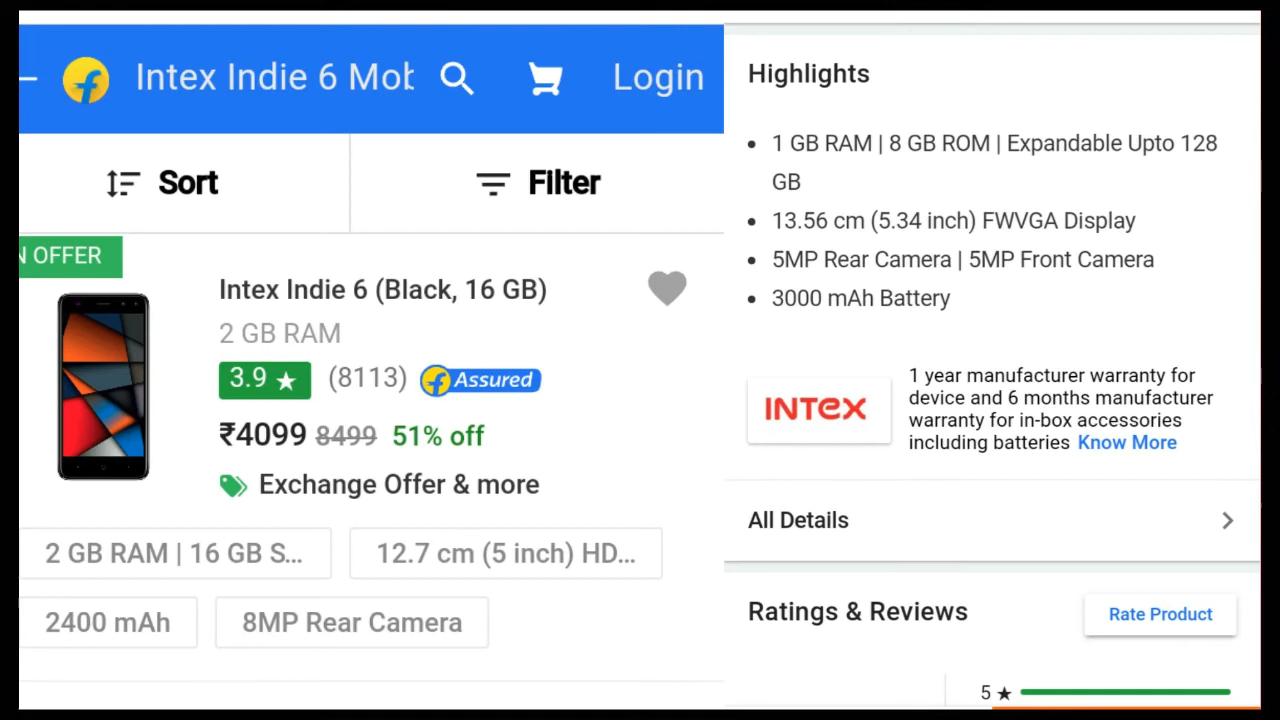 Intex Indie 6 Mob
Login
Sort
Filter
N OFFER
Intex Indie 6 (Black, 16 GB)
2 GB RAM
3.9 ★ (8113) Assured
₹4099 8499 51% off
Exchange Offer & more
2 GB RAM | 16 GB S...
12.7 cm (5 inch) HD...
2400 mAh
8MP Rear Camera
Highlights
• 1 GB RAM | 8 GB ROM | Expandable Upto 128
GB
• 13.56 cm (5.34 inch) FWVGA Display
• 5MP Rear Camera | 5MP Front Camera
• 3000 mAh Battery
INTEX
1 year manufacturer warranty for
device and 6 months manufacturer
warranty for in-box accessories
including batteries Know More
All Details
Ratings & Reviews
Rate Product
5 ★